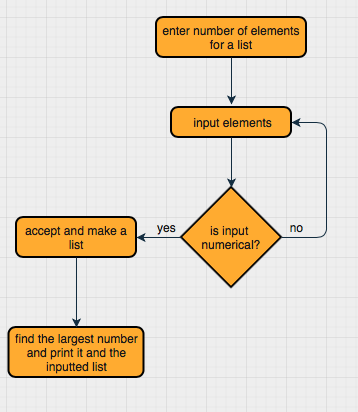 enter number of elements
for a list
input elements
is input
numerical?
yes
no
accept and make a
list
find the largest number
and print it and the
inputted list